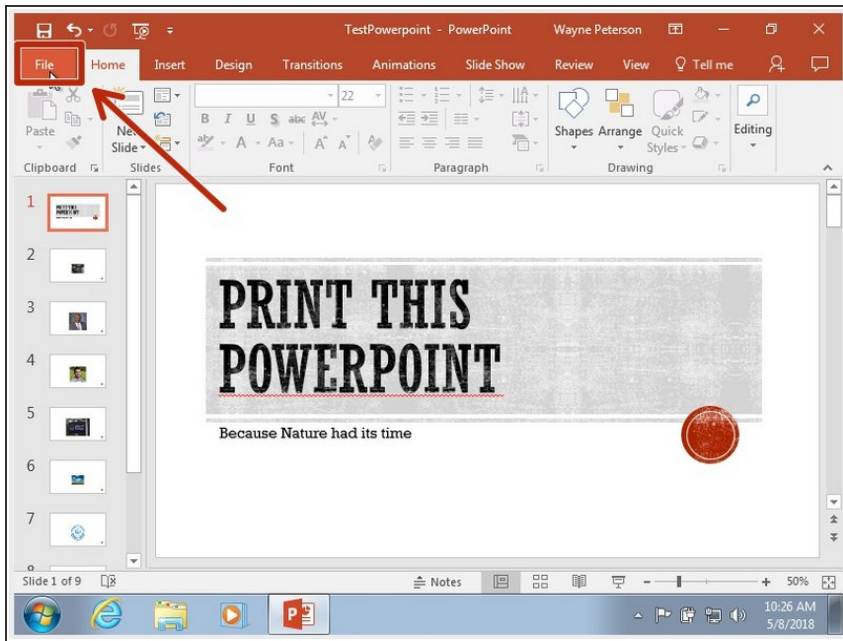 TestPowerpoint - PowerPoint Wayne Peterson
File Home Insert Design Transitions Animations Slide Show Review View Tell me
22
B I U S abc AV
Aa A A
Paste
New
Slide
Shapes Arrange Quick
Styles
Editing
Clipboard Slides Font Paragraph Drawing
1
2
3
4
5
6
7
PRINT THIS
POWERPOINT
Because Nature had its time
Slide 1 of 9 Notes 50%
10:26 AM
5/8/2018